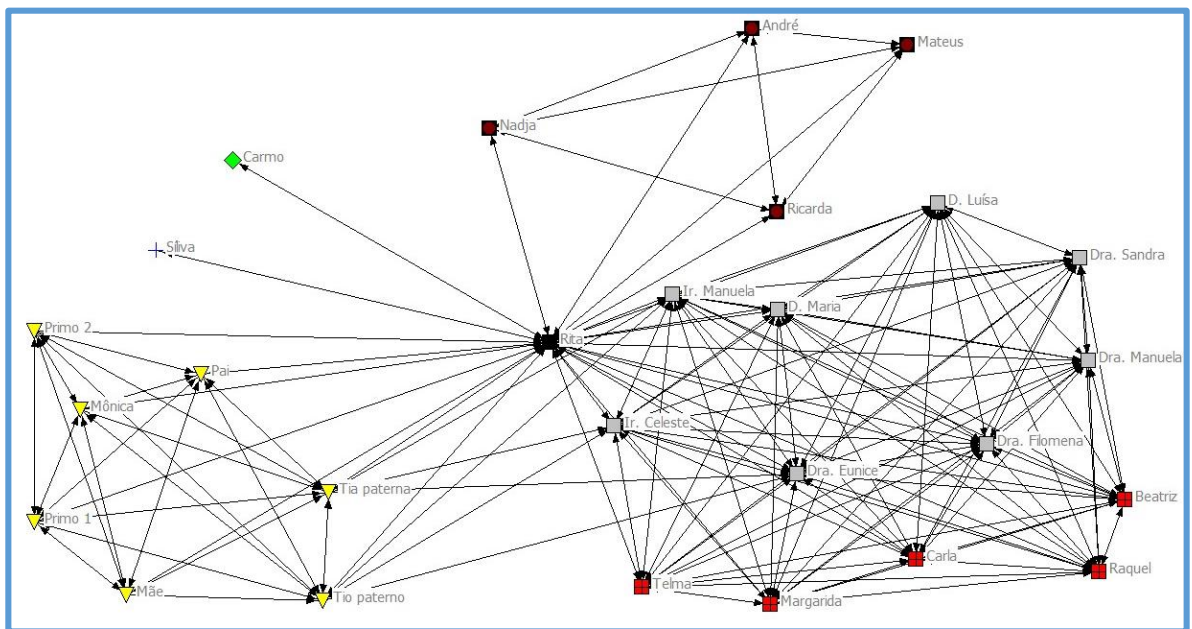 André
Mateus
Nadja
Carmo
Ricarda
D. Luísa
Sílva
Dra. Sandra
Ir. Manuela
D. Maria
Primo 2
Rita
Dra. Manuela
Pai
Mônica
Ir. Celeste
Dra. Filomena
Dra. Eunice
Tia paterna
Beatriz
Primo 1
Carla
Raquel
Mãe
Tio paterno
Telma
Margarida